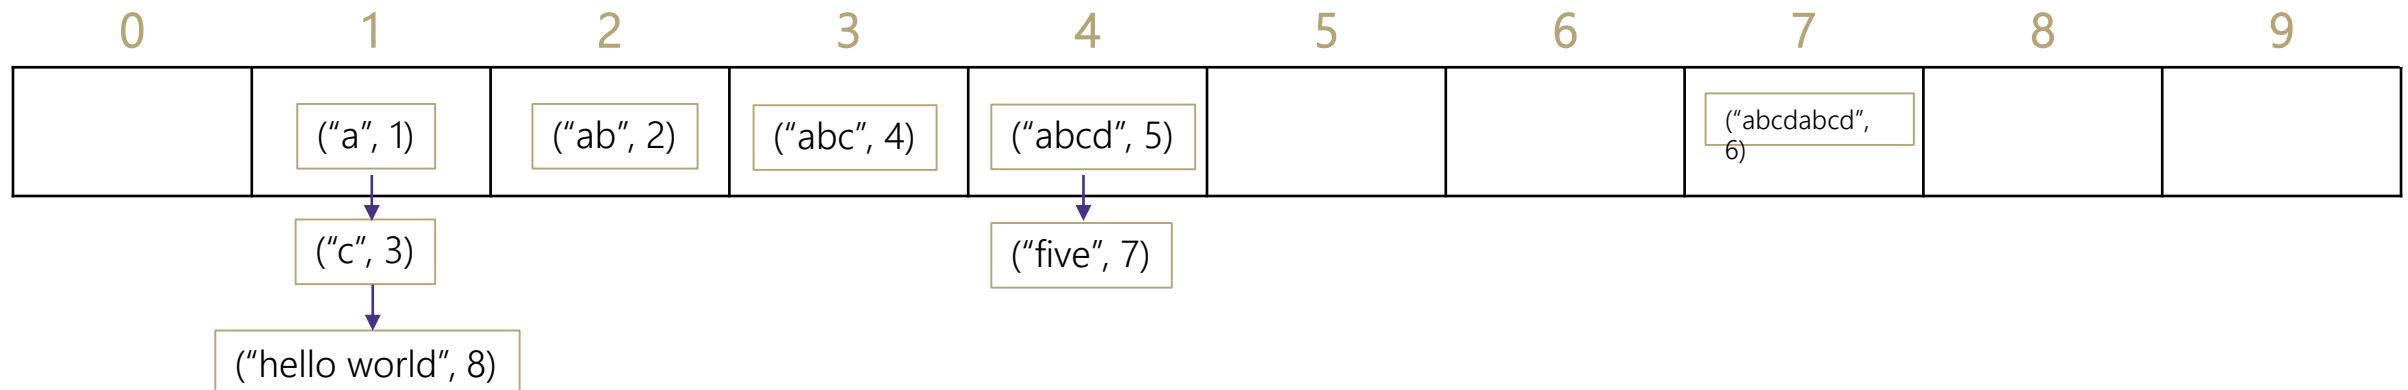 0 1 2 3 4 5 6 7 8 9
(“a”, 1) (“ab”, 2) (“abc”, 4) (“abcd”, 5) (“abcdabcd”,
6)
(“c”, 3) (“five”, 7)
(“hello world”, 8)